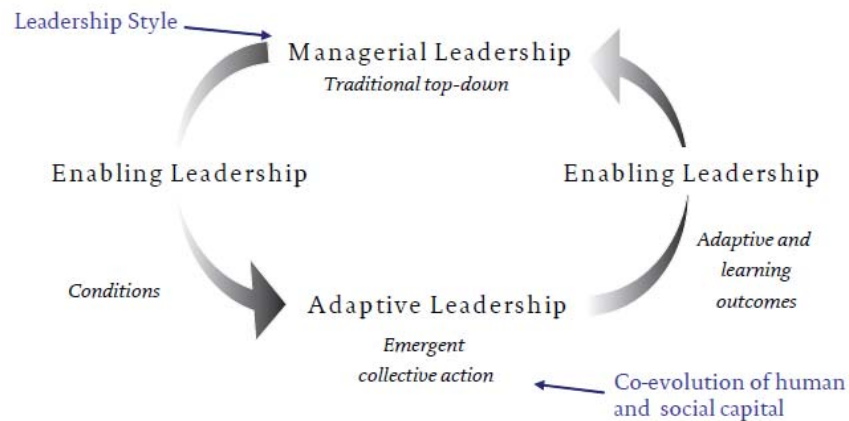 Leadership Style
Managerial Leadership
Traditional top-down
Enabling Leadership
Enabling Leadership
Conditions
Adaptive and
learning
outcomes
Adaptive Leadership
Emergent
collective action
Co-evolution of human
and social capital